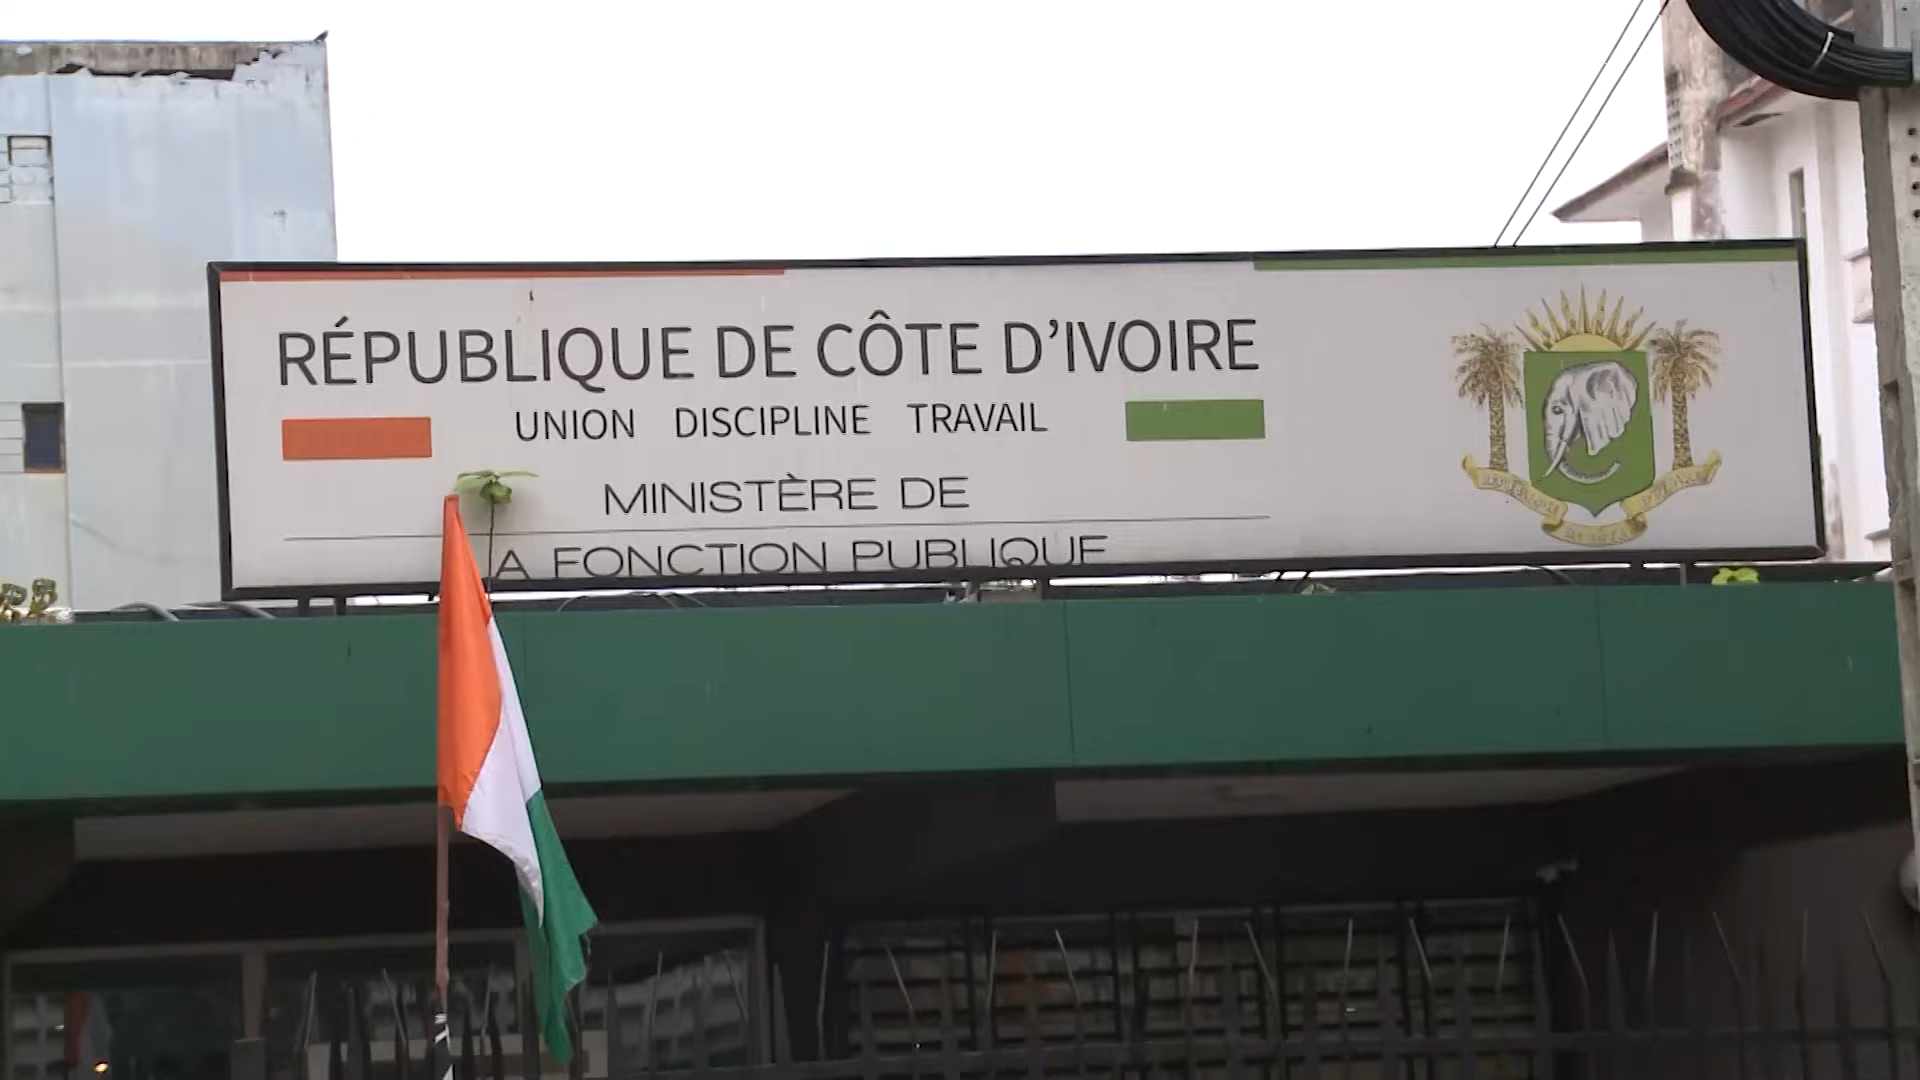 RÉPUBLIQUE DE CÔTE D'IVOIRE
UNION DISCIPLINE TRAVAIL
MINISTÈRE DE
A FONCTION PUBLIQUE